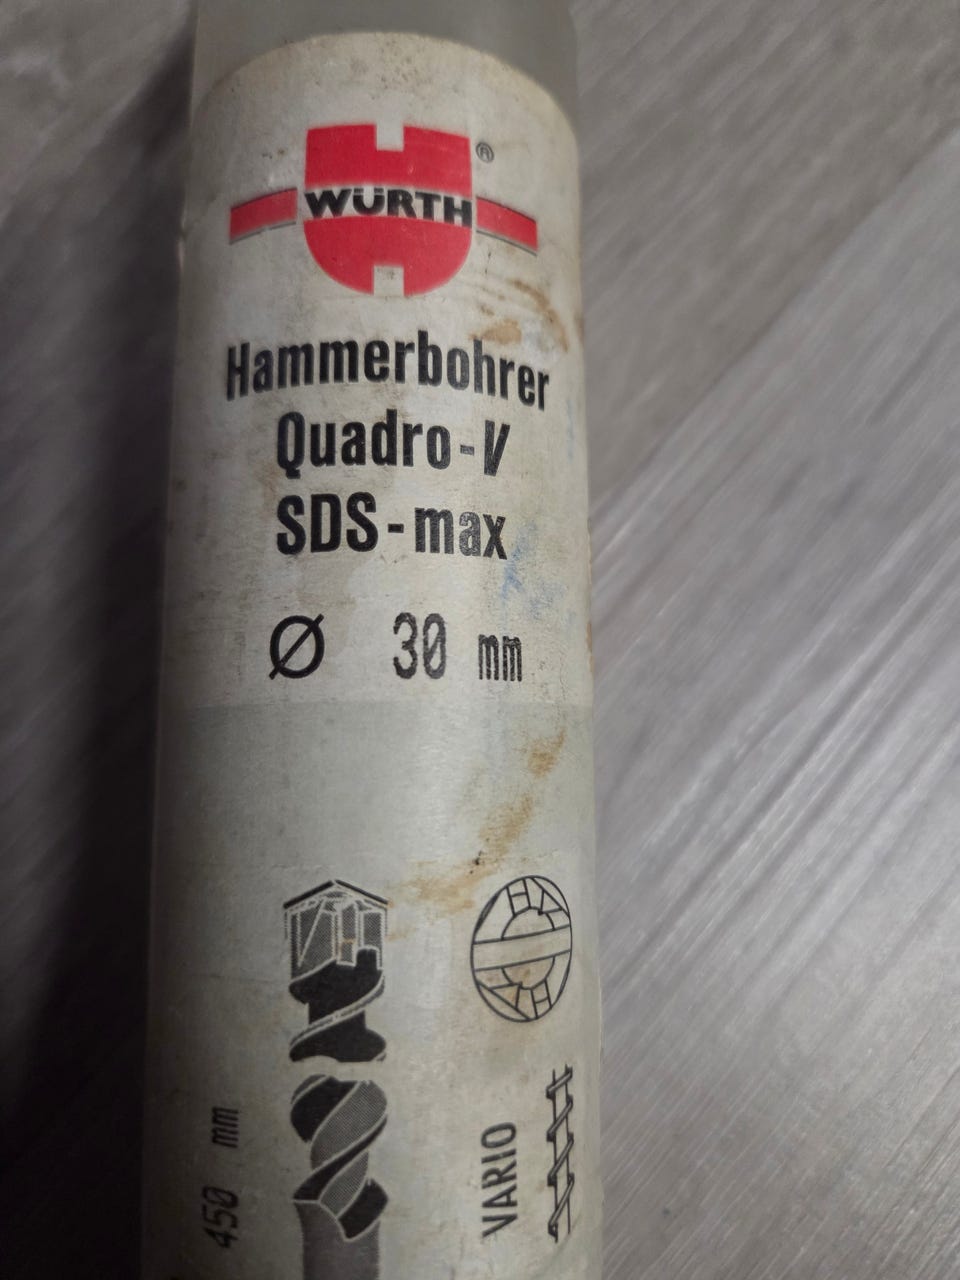 WÜRTH®
Hammerbohrer
Quadro-V
SDS-max
Ø 30 mm
450 mm
VARIO